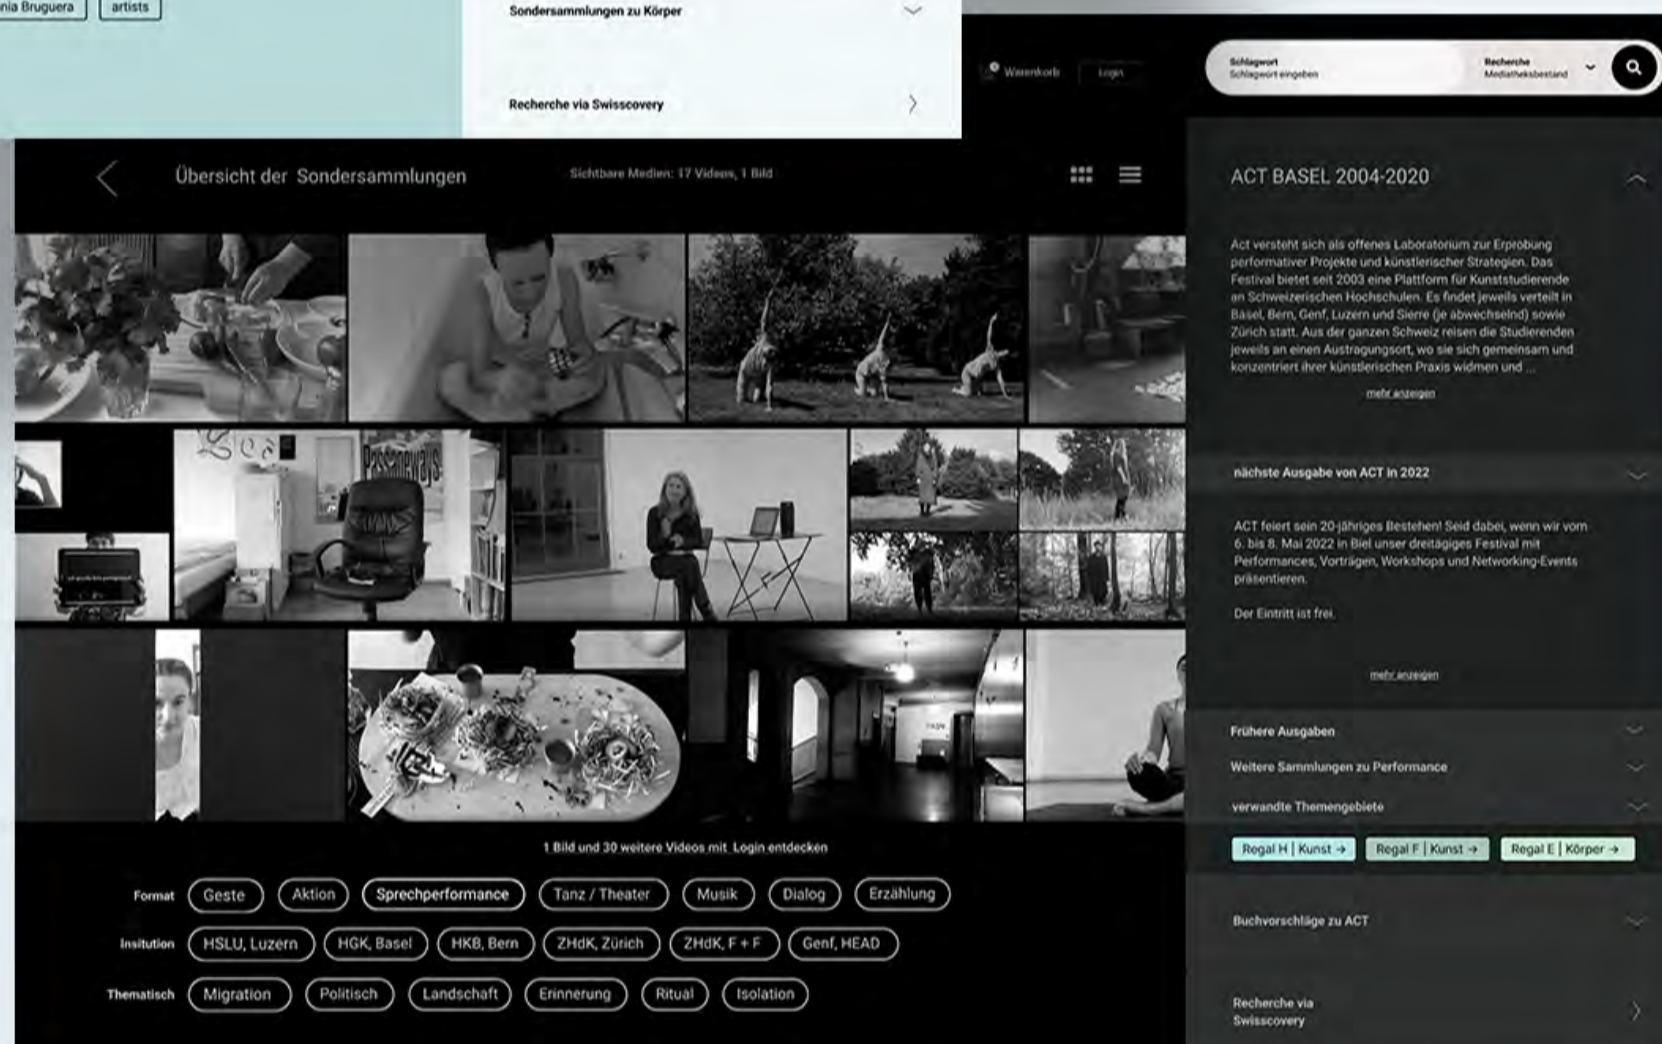 nia Bruguera
artists
Sondersammlungen zu Körper
Recherche via Swisscovery
Warenkorb
Login
Schlagwort
Schlagwort eingeben
Recherche
Mediatheksbestand
Übersicht der Sondersammlungen
Sichtbare Medien: 17 Videos, 1 Bild
Passageways
1 Bild und 30 weitere Videos mit Login entdecken
Format
Geste
Aktion
Sprechperformance
Tanz / Theater
Musik
Dialog
Erzählung
Insitution
HSLU, Luzern
HGK, Basel
HKB, Bern
ZHdK, Zürich
ZHdK, F + F
Genf, HEAD
Thematisch
Migration
Politisch
Landschaft
Erinnerung
Ritual
Isolation
ACT BASEL 2004-2020
Act versteht sich als offenes Laboratorium zur Erprobung
performativer Projekte und künstlerischer Strategien. Das
Festival bietet seit 2003 eine Plattform für Kunststudierende
an Schweizerischen Hochschulen. Es findet jeweils verteilt in
Basel, Bern, Genf, Luzern und Sierre (je abwechselnd) sowie
Zürich statt. Aus der ganzen Schweiz reisen die Studierenden
jeweils an einen Austragungsort, wo sie sich gemeinsam und
konzentriert ihrer künstlerischen Praxis widmen und ...
mehr anzeigen
nächste Ausgabe von ACT in 2022
ACT feiert sein 20-jähriges Bestehen! Seid dabei, wenn wir vom
6. bis 8. Mai 2022 in Biel unser dreitägiges Festival mit
Performances, Vorträgen, Workshops und Networking-Events
präsentieren.
Der Eintritt ist frei.
mehr anzeigen
Frühere Ausgaben
Weitere Sammlungen zu Performance
verwandte Themengebiete
Regal H | Kunst →
Regal F | Kunst →
Regal E | Körper →
Buchvorschläge zu ACT
Recherche via
Swisscovery